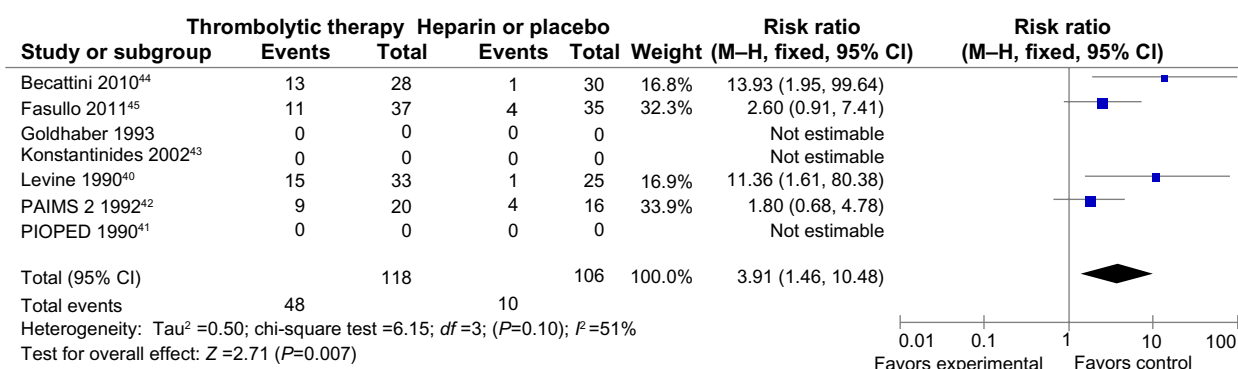 Thrombolytic therapy Heparin or placebo Risk ratio Risk ratio
Study or subgroup Events Total Events Total Weight (M–H, fixed, 95% CI) (M–H, fixed, 95% CI)
Becattini 2010⁴⁴ 13 28 1 30 16.8% 13.93 (1.95, 99.64)
Fasullo 2011⁴⁵ 11 37 4 35 32.3% 2.60 (0.91, 7.41)
Goldhaber 1993 0 0 0 0 Not estimable
Konstantinides 2002⁴³ 0 0 0 0 Not estimable
Levine 1990⁴⁰ 15 33 1 25 16.9% 11.36 (1.61, 80.38)
PAIMS 2 1992⁴² 9 20 4 16 33.9% 1.80 (0.68, 4.78)
PIOPED 1990⁴¹ 0 0 0 0 Not estimable
Total (95% CI) 118 106 100.0% 3.91 (1.46, 10.48)
Total events 48 10
Heterogeneity: Tau² =0.50; chi-square test =6.15; df =3; (P=0.10); I² =51%
Test for overall effect: Z =2.71 (P=0.007)
0.01 0.1 1 10 100
Favors experimental Favors control